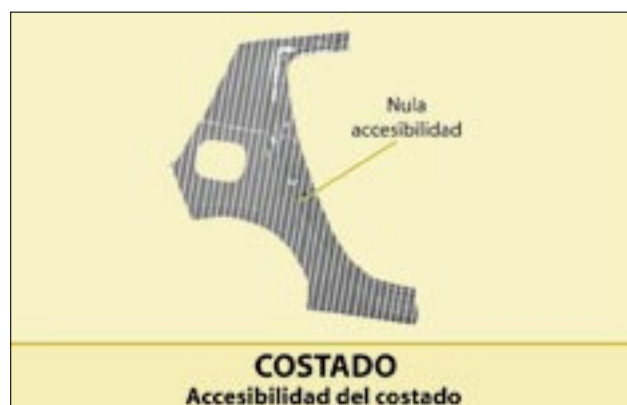 Nula
accesibilidad
COSTADO
Accesibilidad del costado